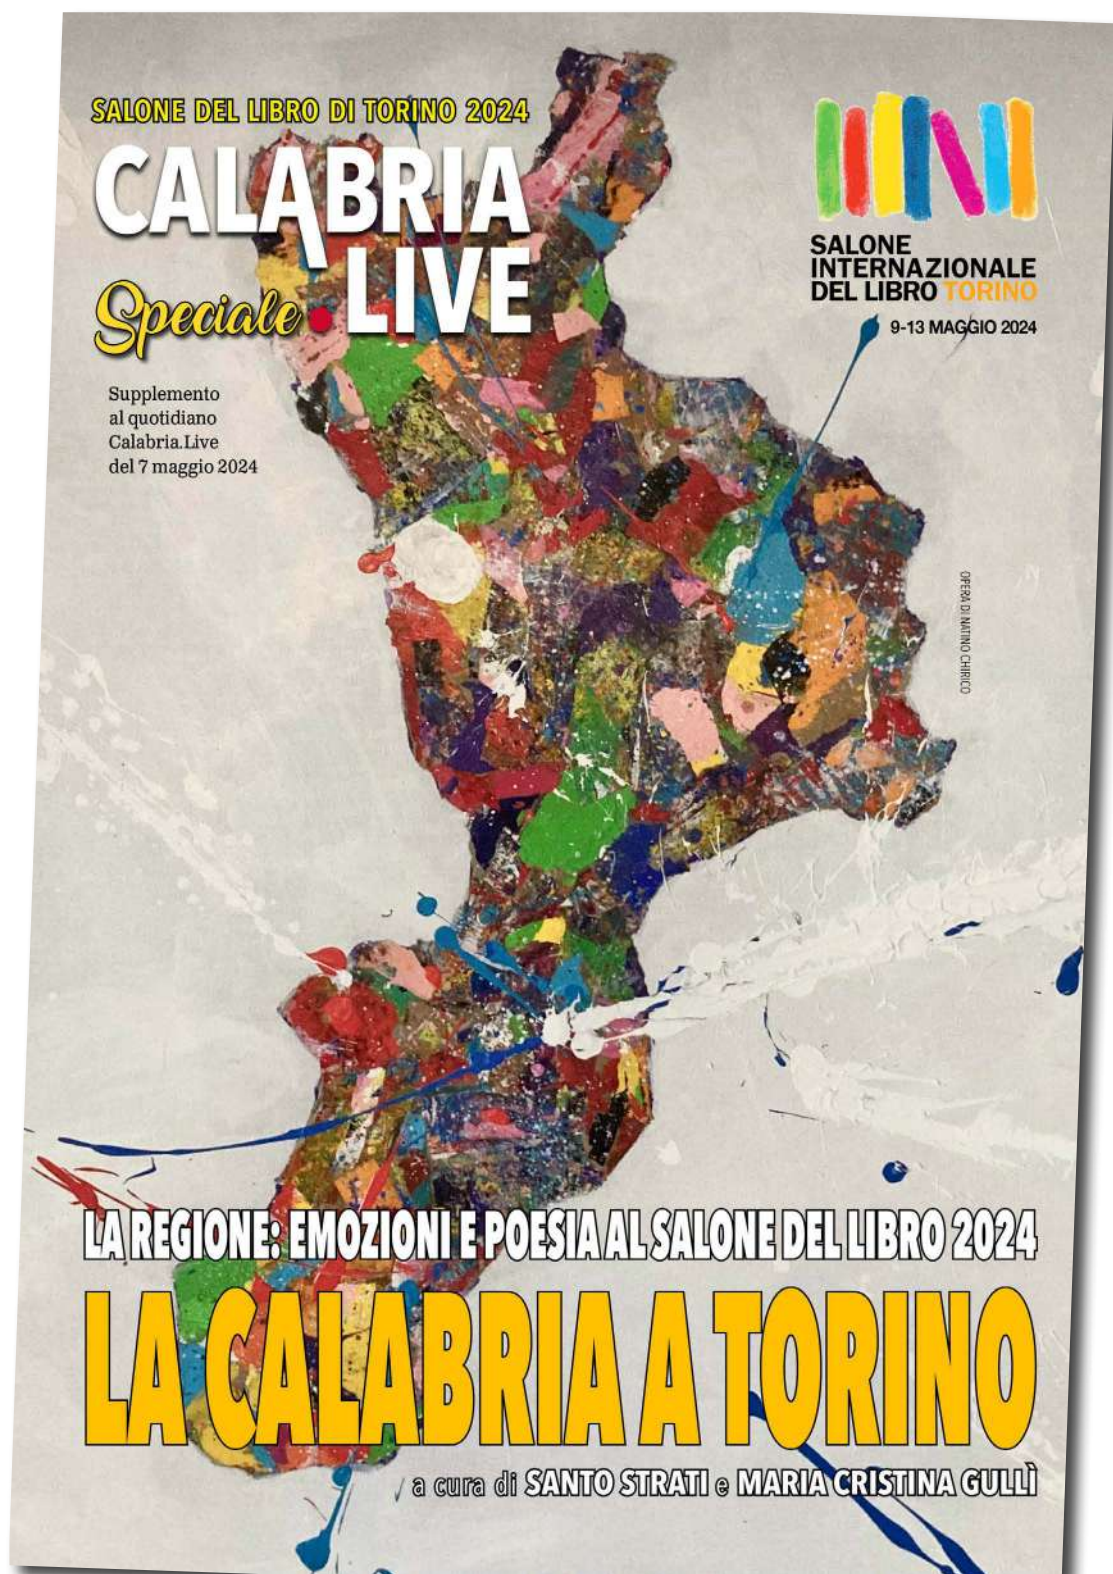 SALONE DEL LIBRO DI TORINO 2024
CALABRIA
Speciale.LIVE
Supplemento
al quotidiano
Calabria.Live
del 7 maggio 2024
SALONE
INTERNAZIONALE
DEL LIBRO TORINO
9-13 MAGGIO 2024
OPERA DI NATINO CHIRICO
LA REGIONE: EMOZIONI E POESIA AL SALONE DEL LIBRO 2024
LA CALABRIA A TORINO
a cura di SANTO STRATI e MARIA CRISTINA GULLÌ